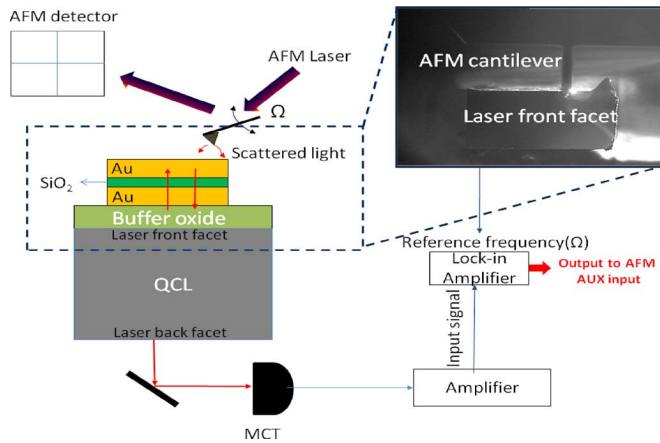 AFM detector
AFM Laser
Ω
Scattered light
AFM cantilever
Laser front facet
Au
SiO₂
Au
Buffer oxide
Laser front facet
QCL
Laser back facet
MCT
Reference frequency(Ω)
Lock-in
Amplifier
Output to AFM
AUX input
Input signal
Amplifier